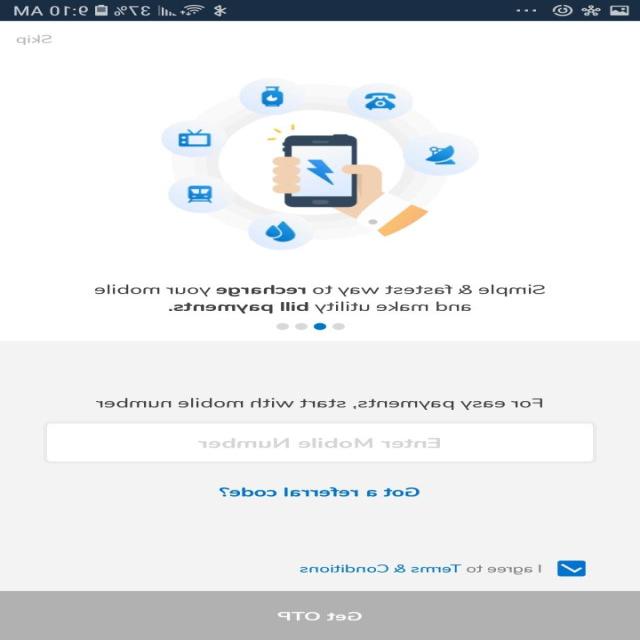 37% 9:10 AM
Skip
Simple & fastest way to recharge your mobile
and make utility bill payments.
For easy payments, start with mobile number
Enter Mobile Number
Got a referral code?
I agree to Terms & Conditions
Get OTP